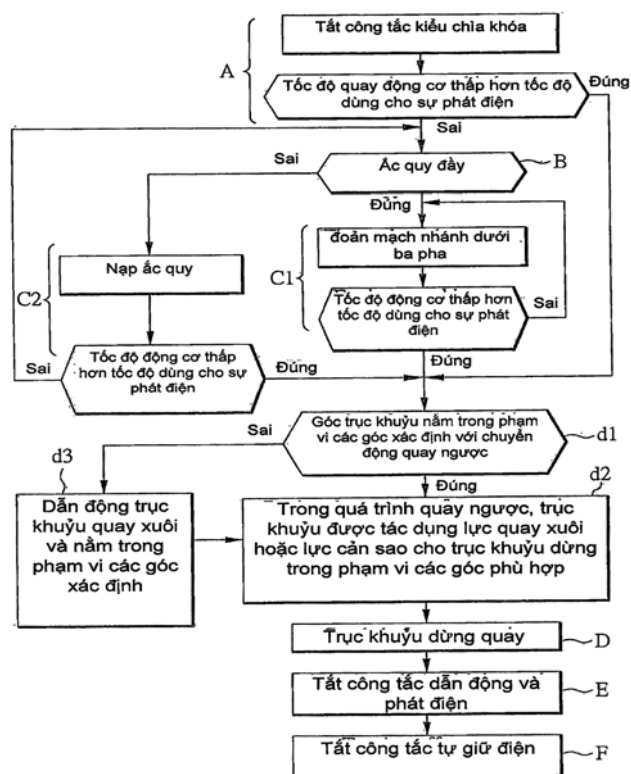 Tắt công tắc kiểu chìa khóa
A
Tốc độ quay động cơ thấp hơn tốc độ
dùng cho sự phát điện
Đúng
Sai
Sai
Ắc quy đầy
B
Đúng
đoản mạch nhánh dưới
ba pha
Nạp ắc quy
C1
C2
Tốc độ động cơ thấp hơn
tốc độ dùng cho sự phát
điện
Sai
Sai
Tốc độ động cơ thấp
hơn tốc độ dùng cho sự
phát điện
Đúng
Đúng
Góc trục khuỷu nằm trong phạm
vi các góc xác định với chuyển
động quay ngược
Sai
d1
d3
Đúng
d2
Dẫn động trục
khuỷu quay xuôi
và nằm trong
phạm vi các góc
xác định
Trong quá trình quay ngược, trục
khuỷu được tác dụng lực quay xuôi
hoặc lực cản sao cho trục khuỷu dừng
trong phạm vi các góc phù hợp
Trục khuỷu dừng quay
D
Tắt công tắc dẫn động và
phát điện
E
Tắt công tắc tự giữ điện
F